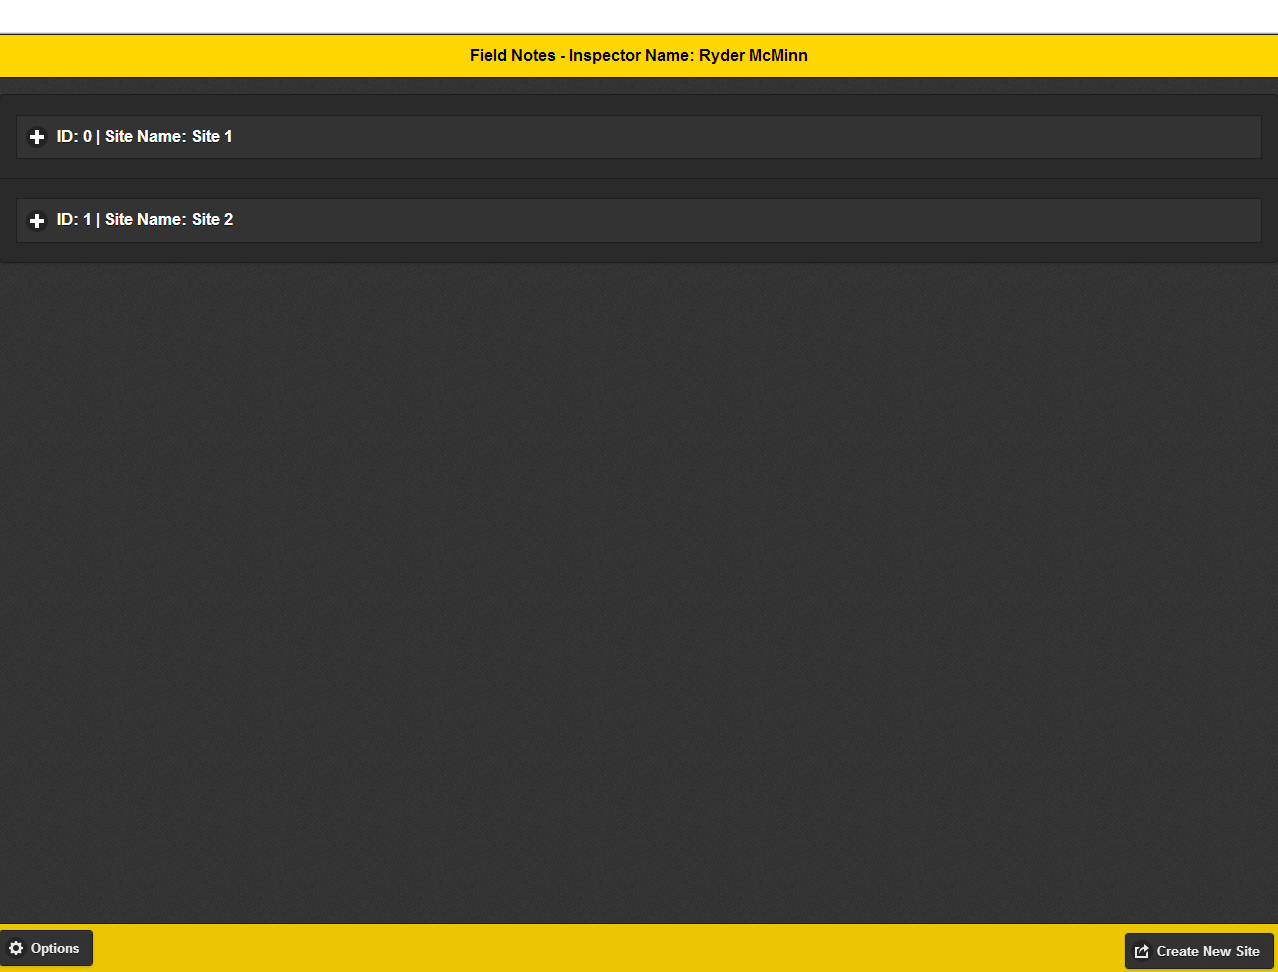 Field Notes - Inspector Name: Ryder McMinn
ID: 0 | Site Name: Site 1
ID: 1 | Site Name: Site 2
Options
Create New Site